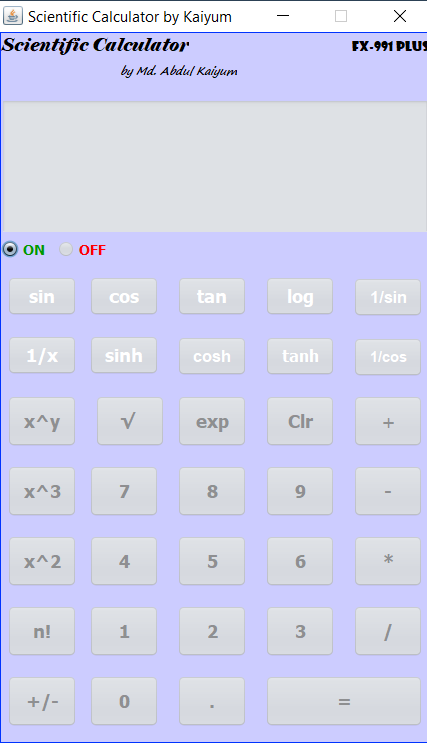 Scientific Calculator by Kaiyum
Scientific Calculator FX-991 PLUS
by Md. Abdul Kaiyum
ON OFF
sin cos tan log 1/sin
1/x sinh cosh tanh 1/cos
x^y √ exp Clr +
x^3 7 8 9 -
x^2 4 5 6 *
n! 1 2 3 /
+/- 0 . =